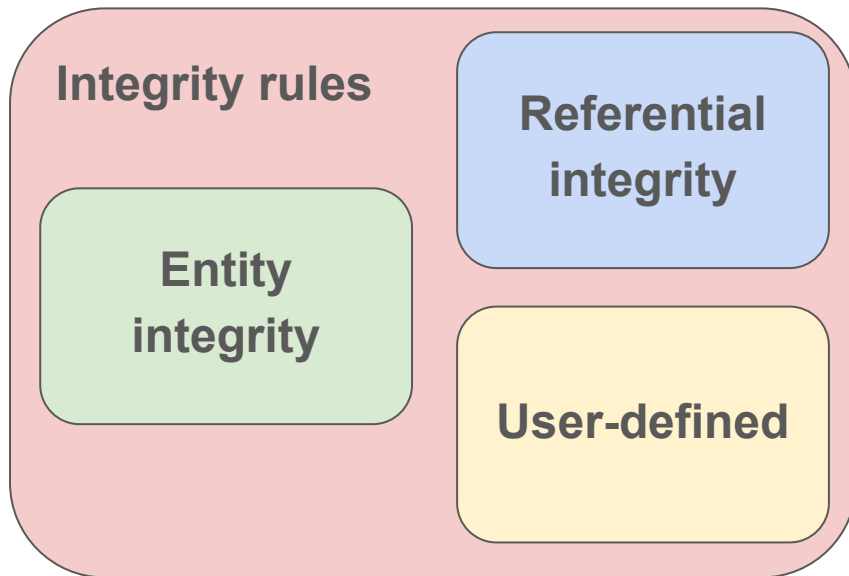 Integrity rules
Referential
integrity
Entity
integrity
User-defined